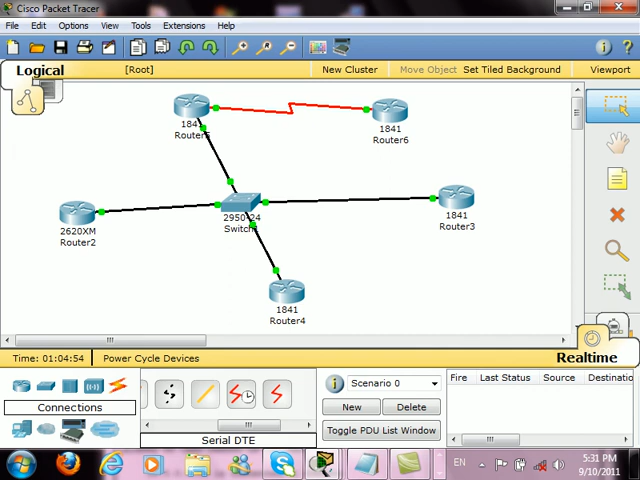 Cisco Packet Tracer
File Edit Options View Tools Extensions Help
Logical [Root] New Cluster Move Object Set Tiled Background Viewport
1841
1841
Router6
2950-24
1841
Router3
2620XM
Router2
1841
Router4
Time: 01:04:54 Power Cycle Devices Realtime
Connections
Serial DTE
Scenario 0
New Delete
Toggle PDU List Window
Fire Last Status Source Destinatio
EN
5:31 PM
9/10/2011